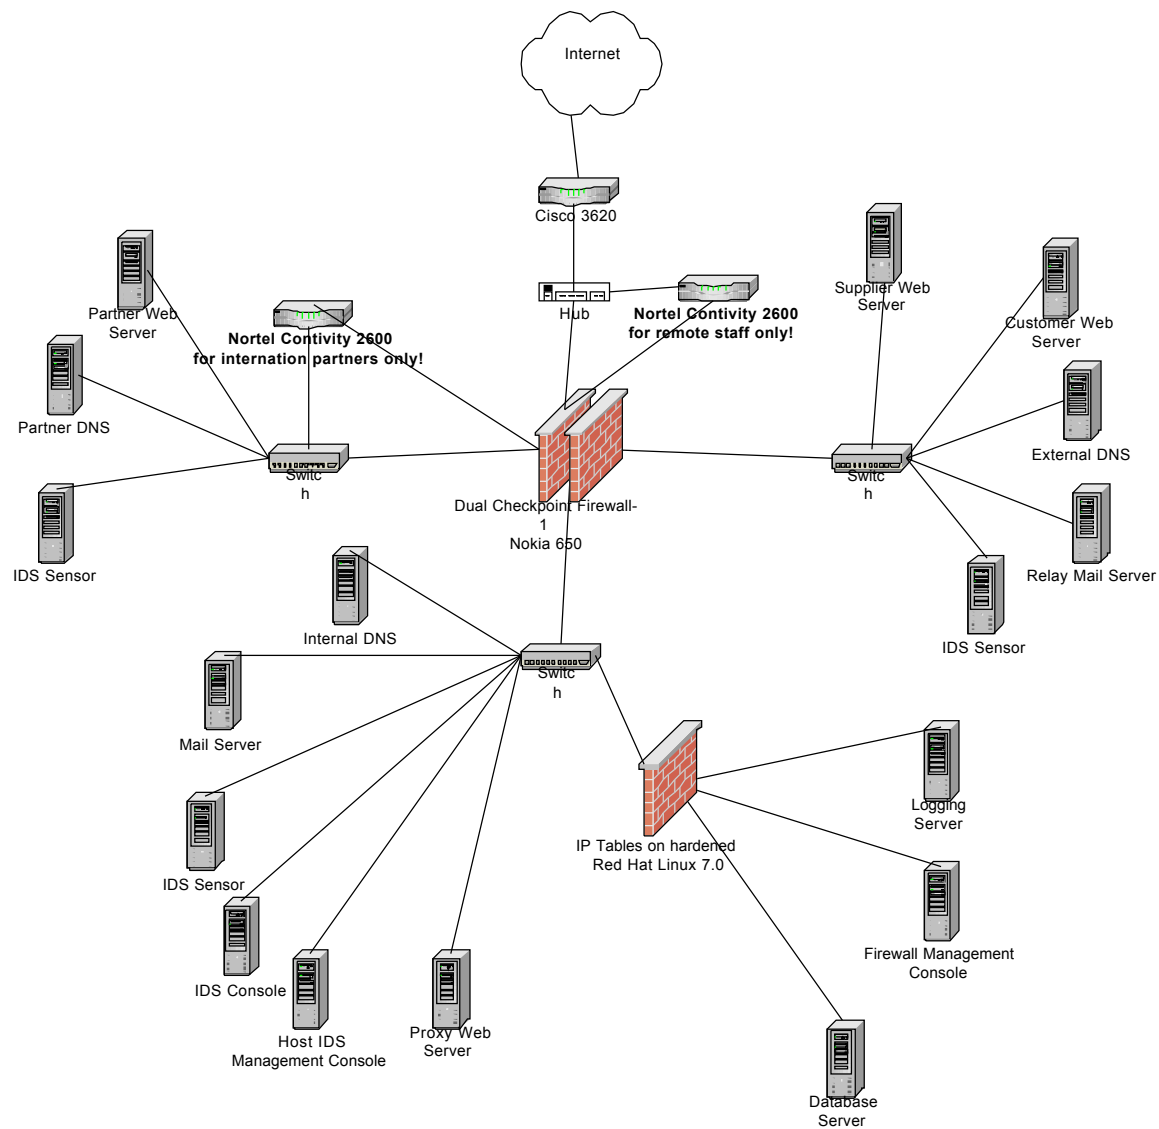 Internet
Cisco 3620
Hub
Nortel Contivity 2600
for remote staff only!
Supplier Web
Server
Customer Web
Server
Partner Web
Server
Nortel Contivity 2600
for internation partners only!
Partner DNS
Switc
h
Switc
h
External DNS
Dual Checkpoint Firewall-
1
Nokia 650
IDS Sensor
Relay Mail Server
Internal DNS
IDS Sensor
Switc
h
Mail Server
Logging
Server
IP Tables on hardened
Red Hat Linux 7.0
IDS Sensor
Firewall Management
Console
IDS Console
Host IDS
Management Console
Proxy Web
Server
Database
Server